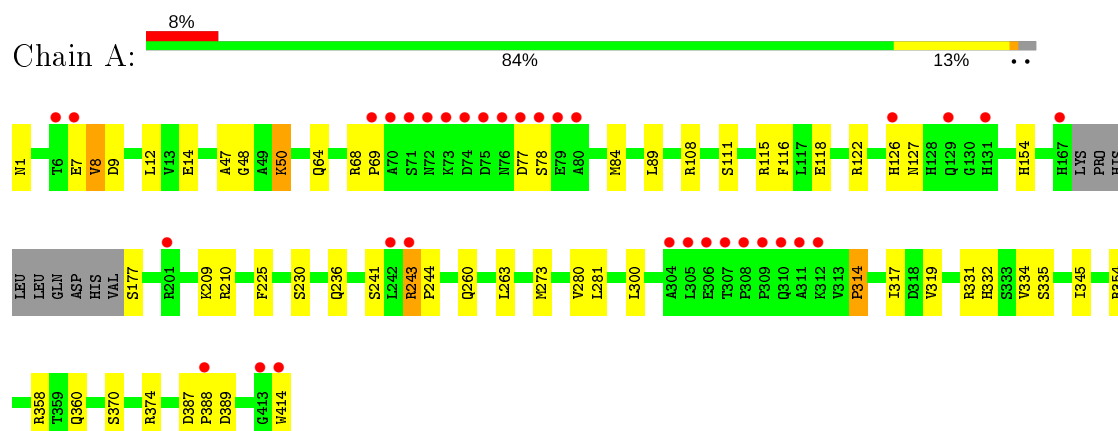 8%
Chain A:
84% 13% • •
N1 T6 E7 V8 D9 L12 V13 E14 A47 G48 A49 K50 Q64 R68 P69 A70 S71 N72 K73 D74 D75 N76 D77 S78 E79 A80 M84 L89 R108 S111 R115 F116 L117 E118 R122 H126 N127 H128 Q129 G130 H131 H154 H167 LYS PRO HIS
LEU LEU GLN ASP HIS VAL S177 R201 K209 R210 F225 S230 Q236 S241 L242 R243 P244 Q260 L263 M273 V280 L281 L300 A304 L305 E306 T307 P308 P309 Q310 A311 K312 V313 P314 I317 D318 V319 R331 H332 S333 V334 S335 I345 R354
R358 T359 Q360 S370 R374 D387 P388 D389 G413 W414